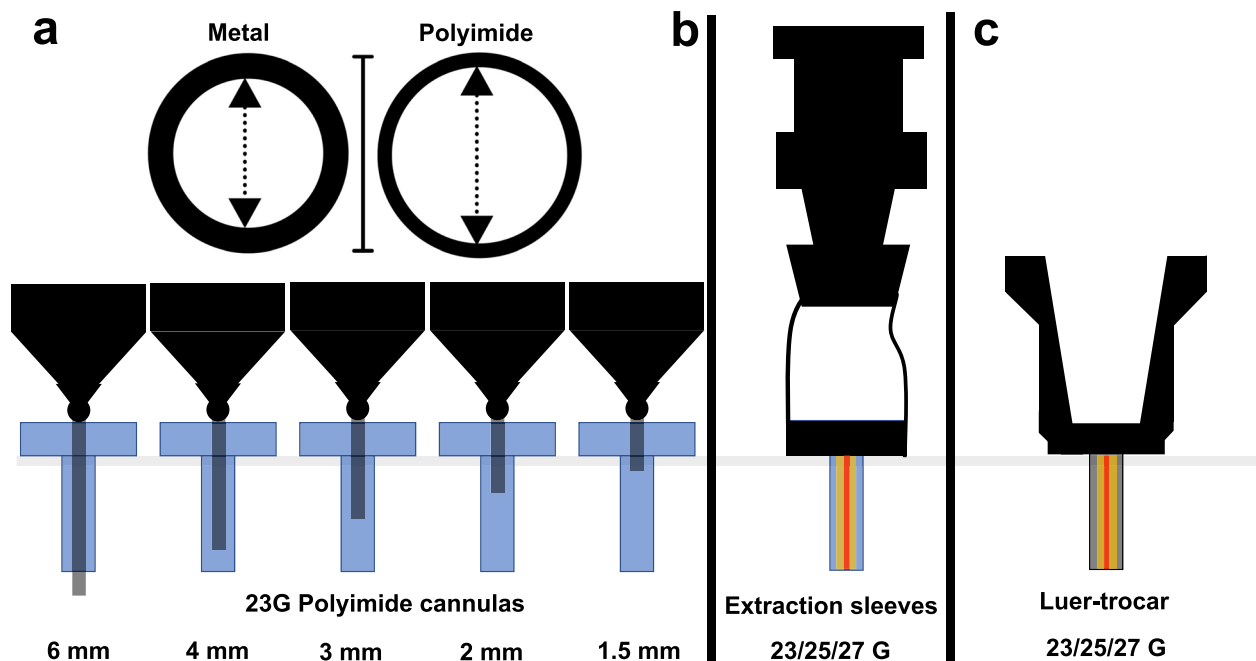 a
Metal
Polyimide
23G Polyimide cannulas
6 mm
4 mm
3 mm
2 mm
1.5 mm
b
Extraction sleeves
23/25/27 G
c
Luer-trocar
23/25/27 G